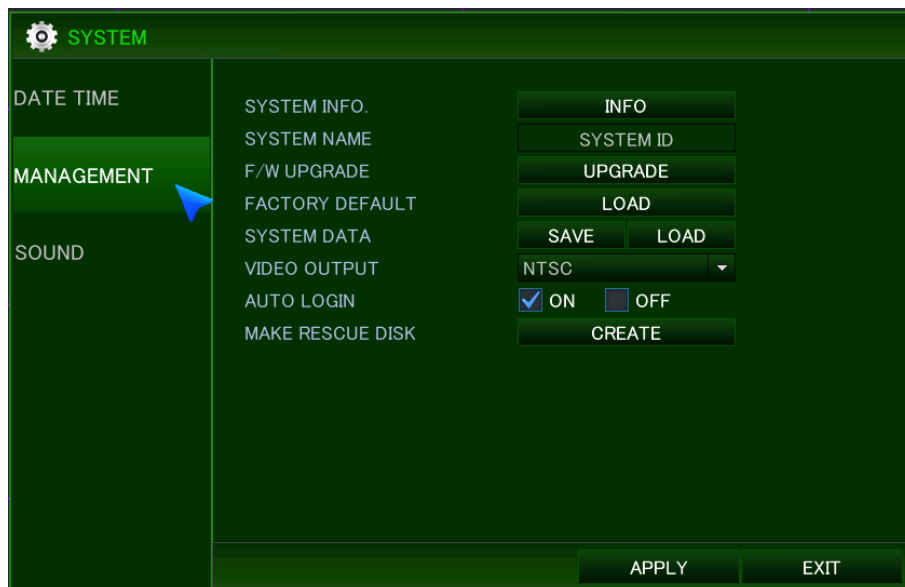 SYSTEM
DATE TIME
MANAGEMENT
SOUND
SYSTEM INFO. INFO
SYSTEM NAME SYSTEM ID
F/W UPGRADE UPGRADE
FACTORY DEFAULT LOAD
SYSTEM DATA SAVE LOAD
VIDEO OUTPUT NTSC
AUTO LOGIN ON OFF
MAKE RESCUE DISK CREATE
APPLY EXIT